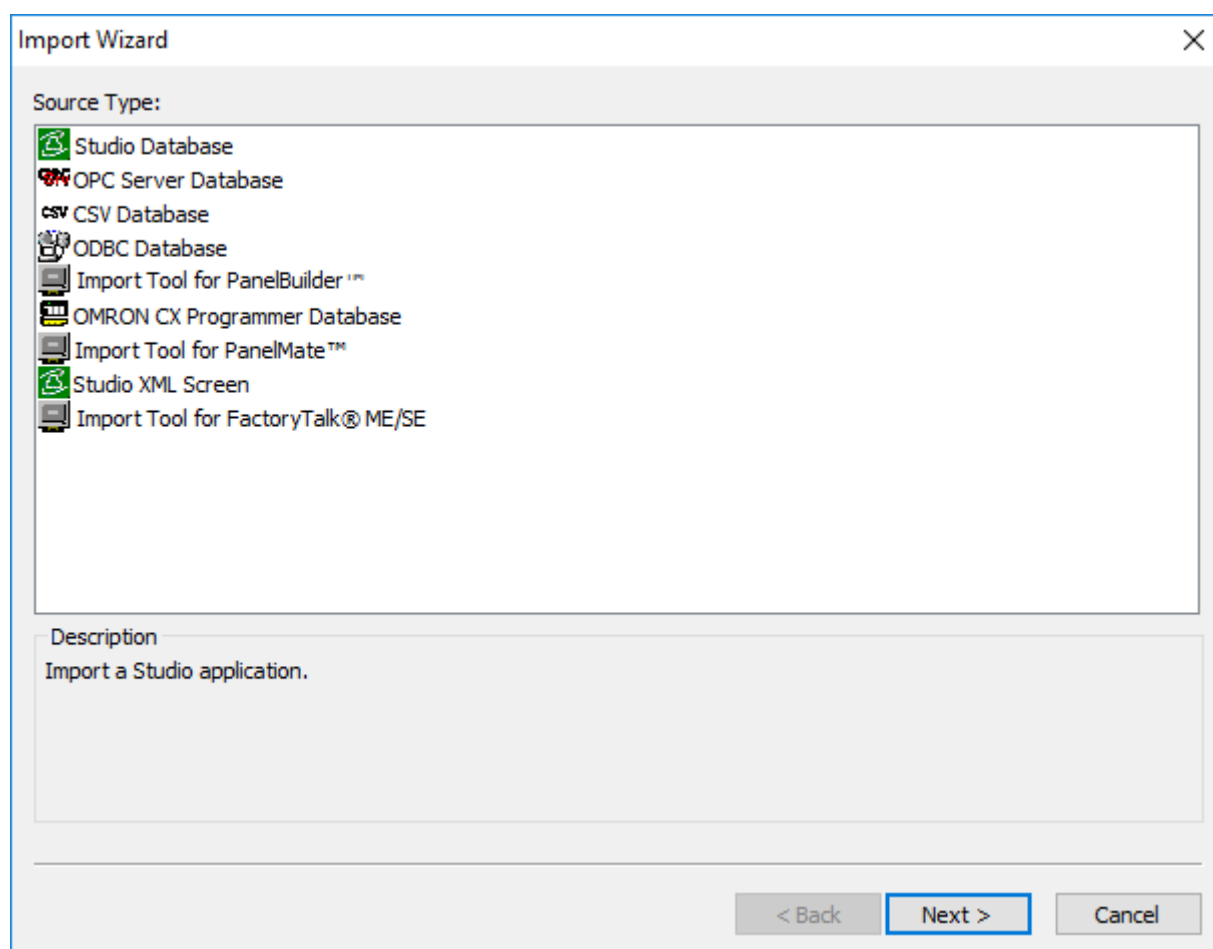 Import Wizard
Source Type:
Studio Database
OPC Server Database
CSV CSV Database
ODBC Database
Import Tool for PanelBuilder™
OMRON CX Programmer Database
Import Tool for PanelMate™
Studio XML Screen
Import Tool for FactoryTalk® ME/SE
Description
Import a Studio application.
< Back Next > Cancel